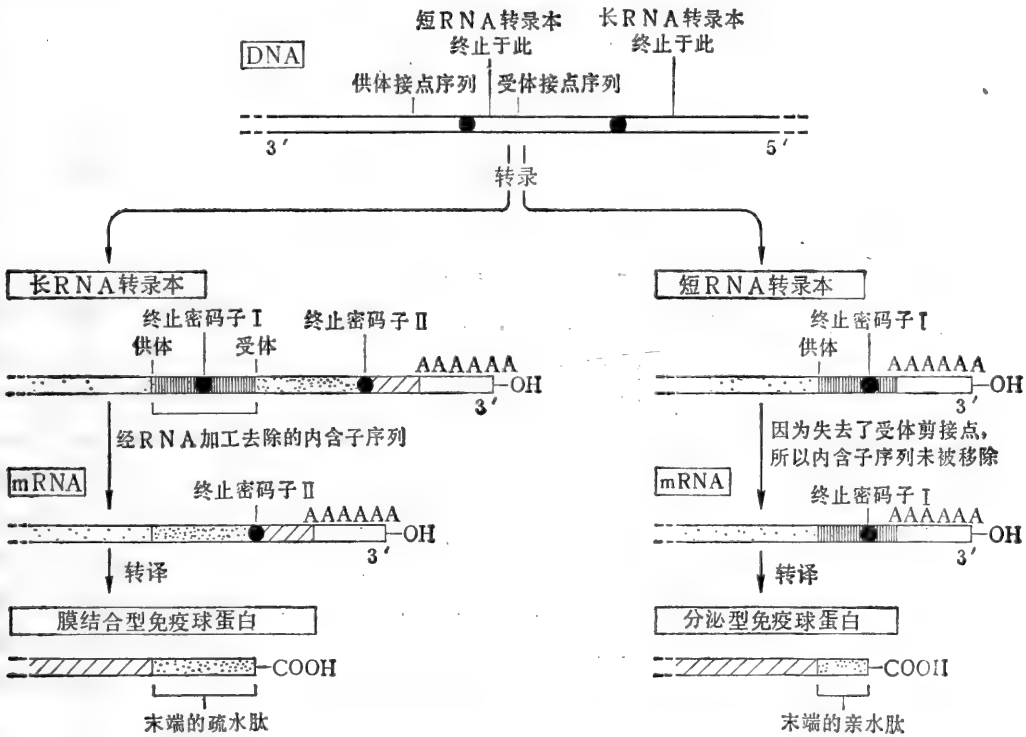 短RNA转录本
终止于此
长RNA转录本
终止于此
DNA
供体接点序列
受体接点序列
3′
5′
转录
长RNA转录本
终止密码子Ⅰ
终止密码子Ⅱ
供体
受体
AAAAAA
OH
3′
经RNA加工去除的内含子序列
mRNA
终止密码子Ⅱ
AAAAAA
OH
3′
转译
膜结合型免疫球蛋白
COOH
末端的疏水肽
短RNA转录本
终止密码子Ⅰ
供体
AAAAAA
OH
3′
因为失去了受体剪接点，
所以内含子序列未被移除
mRNA
终止密码子Ⅰ
AAAAAA
OH
3′
转译
分泌型免疫球蛋白
COOH
末端的亲水肽